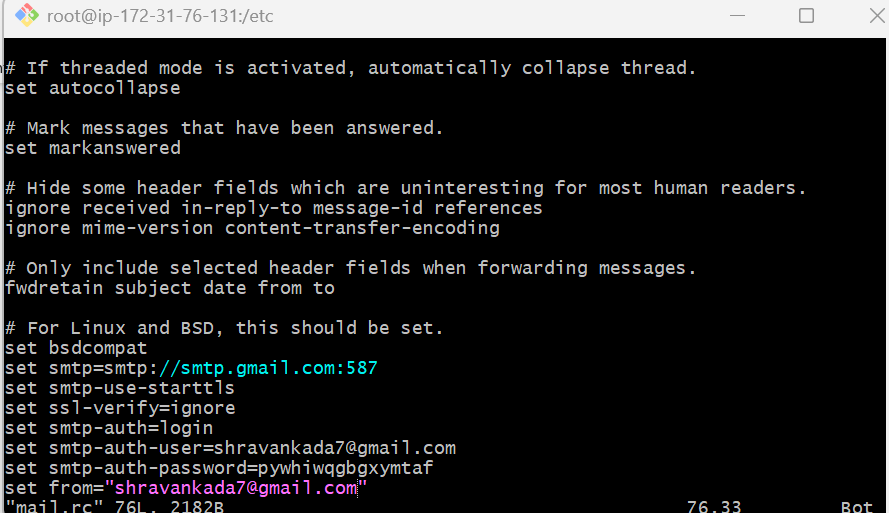 root@ip-172-31-76-131:/etc
# If threaded mode is activated, automatically collapse thread.
set autocollapse
# Mark messages that have been answered.
set markanswered
# Hide some header fields which are uninteresting for most human readers.
ignore received in-reply-to message-id references
ignore mime-version content-transfer-encoding
# Only include selected header fields when forwarding messages.
fwdretain subject date from to
# For Linux and BSD, this should be set.
set bsdcompat
set smtp=smtp://smtp.gmail.com:587
set smtp-use-starttls
set ssl-verify=ignore
set smtp-auth=login
set smtp-auth-user=shravankada7@gmail.com
set smtp-auth-password=pywhiwqgbgxymtaf
set from="shravankada7@gmail.com"
"mail.rc" 76L, 2182B 76,33 Bot